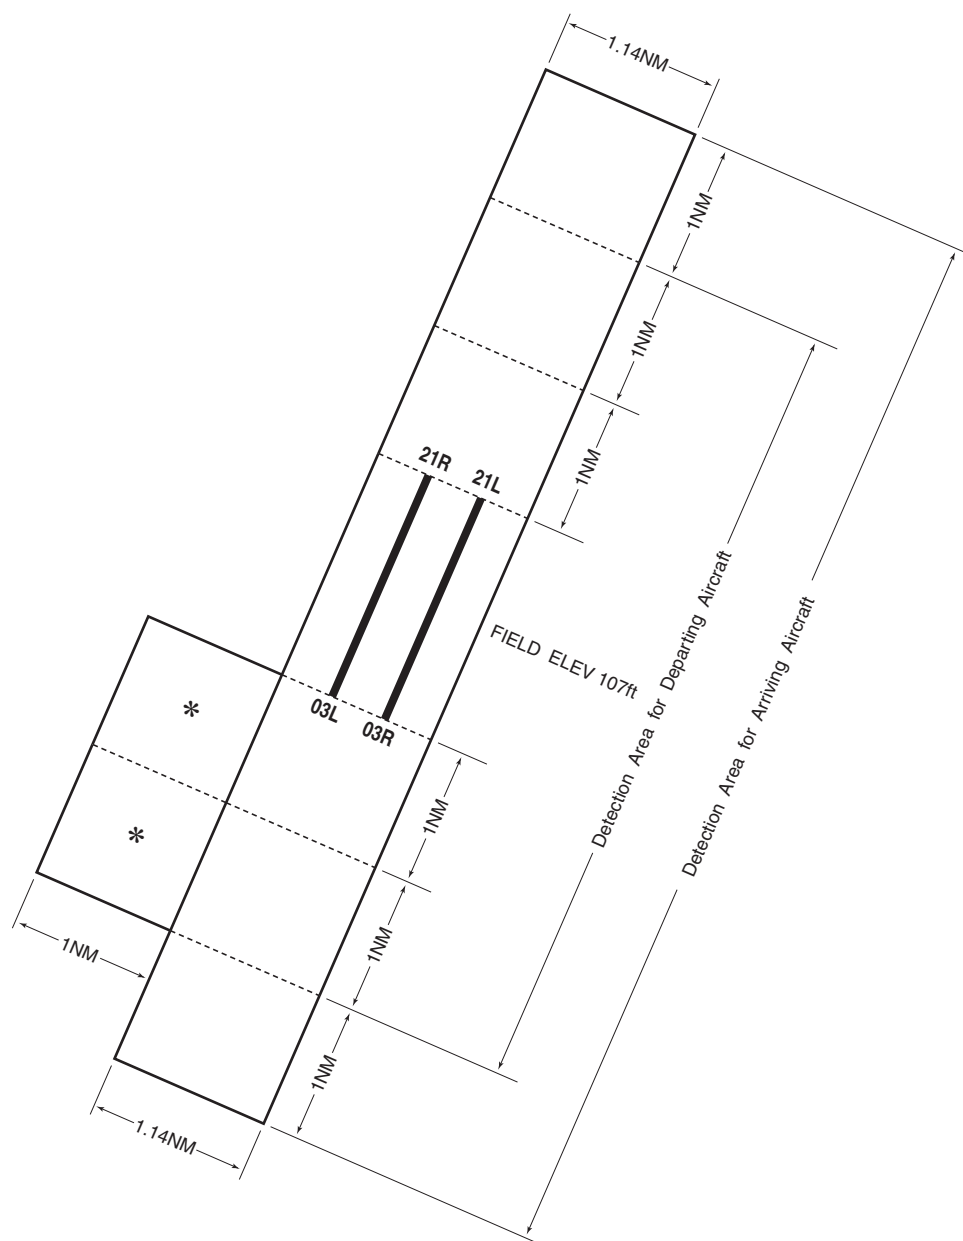 1.14NM
1NM
1NM
1NM
21R
21L
FIELD ELEV 107ft
Detection Area for Departing Aircraft
Detection Area for Arriving Aircraft
*
03L
03R
*
1NM
1NM
1NM
1NM
1.14NM